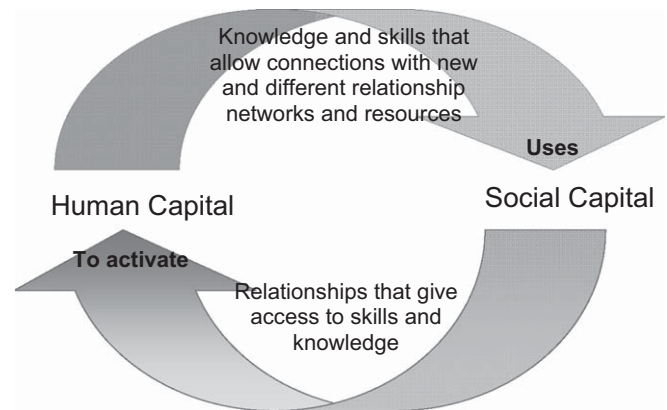 Knowledge and skills that
allow connections with new
and different relationship
networks and resources
Uses
Human Capital
Social Capital
To activate
Relationships that give
access to skills and
knowledge